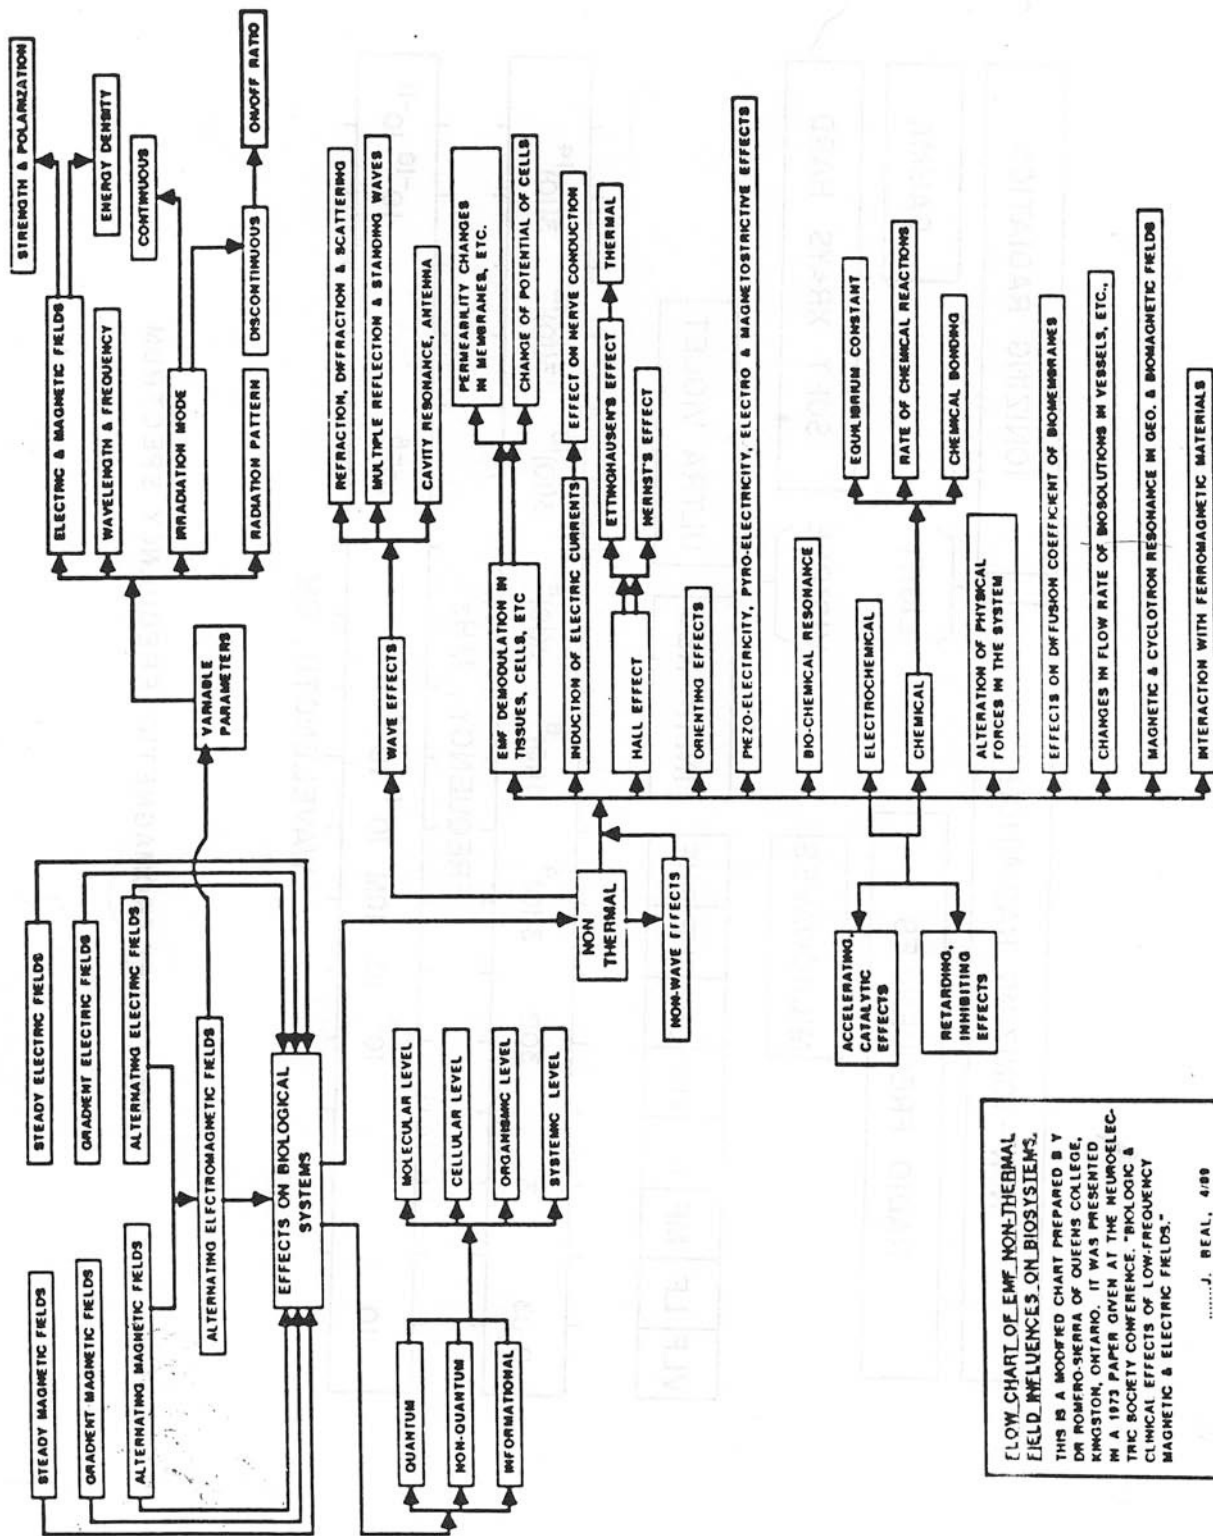 STEADY MAGNETIC FIELDS
GRADIENT MAGNETIC FIELDS
ALTERNATING MAGNETIC FIELDS
STEADY ELECTRIC FIELDS
GRADIENT ELECTRIC FIELDS
ALTERNATING ELECTRIC FIELDS
ALTERNATING ELECTROMAGNETIC FIELDS
EFFECTS ON BIOLOGICAL
SYSTEMS
VARIABLE
PARAMETERS
ELECTRIC & MAGNETIC FIELDS
STRENGTH & POLARIZATION
ENERGY DENSITY
WAVELENGTH & FREQUENCY
IRRADIATION MODE
CONTINUOUS
DISCONTINUOUS
ON/OFF RATIO
RADIATION PATTERN
QUANTUM
NON-QUANTUM
INFORMATIONAL
MOLECULAR LEVEL
CELLULAR LEVEL
ORGANISMIC LEVEL
SYSTEMIC LEVEL
NON
THERMAL
NON-WAVE EFFECTS
WAVE EFFECTS
REFRACTION, DIFFRACTION & SCATTERING
MULTIPLE REFLECTION & STANDING WAVES
CAVITY RESONANCE, ANTENNA
EMF DEMODULATION IN
TISSUES, CELLS, ETC
PERMEABILITY CHANGES
IN MEMBRANES, ETC.
CHANGE OF POTENTIAL OF CELLS
INDUCTION OF ELECTRIC CURRENTS
EFFECT ON NERVE CONDUCTION
HALL EFFECT
ETTINGHAUSEN'S EFFECT
THERMAL
NERNST'S EFFECT
ORIENTING EFFECTS
PIEZO-ELECTRICITY, PYRO-ELECTRICITY, ELECTRO & MAGNETOSTRICTIVE EFFECTS
BIO-CHEMICAL RESONANCE
ELECTROCHEMICAL
CHEMICAL
EQUILIBRIUM CONSTANT
RATE OF CHEMICAL REACTIONS
CHEMICAL BONDING
ACCELERATING,
CATALYTIC
EFFECTS
RETARDING,
INHIBITING
EFFECTS
ALTERATION OF PHYSICAL
FORCES IN THE SYSTEM
EFFECTS ON DIFFUSION COEFFICIENT OF BIOMEMBRANES
CHANGES IN FLOW RATE OF BIOSOLUTIONS IN VESSELS, ETC.,
MAGNETIC & CYCLOTRON RESONANCE IN GEO. & BIOMAGNETIC FIELDS
INTERACTION WITH FERROMAGNETIC MATERIALS
FLOW CHART OF EMF NON-THERMAL
FIELD INFLUENCES ON BIOSYSTEMS.
THIS IS A MODIFIED CHART PREPARED BY
DR ROMERO-SIERRA OF QUEENS COLLEGE,
KINGSTON, ONTARIO. IT WAS PRESENTED
IN A 1973 PAPER GIVEN AT THE NEUROELEC-
TRIC SOCIETY CONFERENCE. "BIOLOGIC &
CLINICAL EFFECTS OF LOW-FREQUENCY
MAGNETIC & ELECTRIC FIELDS."
........J. BEAL, 4/89